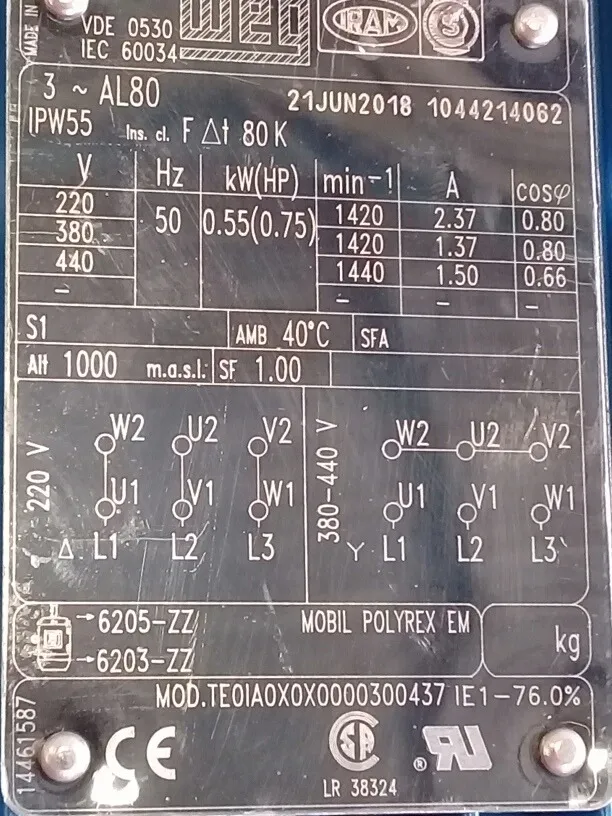 MADE IN
VDE 0530
IEC 60034
WEG
IRAM
S
3 ~ AL80
21JUN2018 1044214062
IPW55 Ins. cl. F Δt 80 K
V Hz kW(HP) min-1 A cosφ
220 50 0.55(0.75) 1420 2.37 0.80
380 1420 1.37 0.80
440 1440 1.50 0.66
– – – –
S1 AMB 40°C SFA
Alt 1000 m.a.s.l. SF 1.00
220 V
W2 U2 V2
U1 V1 W1
Δ L1 L2 L3
380-440 V
W2 U2 V2
U1 V1 W1
Y L1 L2 L3
→6205-ZZ MOBIL POLYREX EM
→6203-ZZ kg
MOD.TE01A0X0X0000300437 IE1-76.0%
14461587
CE
SA
® RU
LR 38324